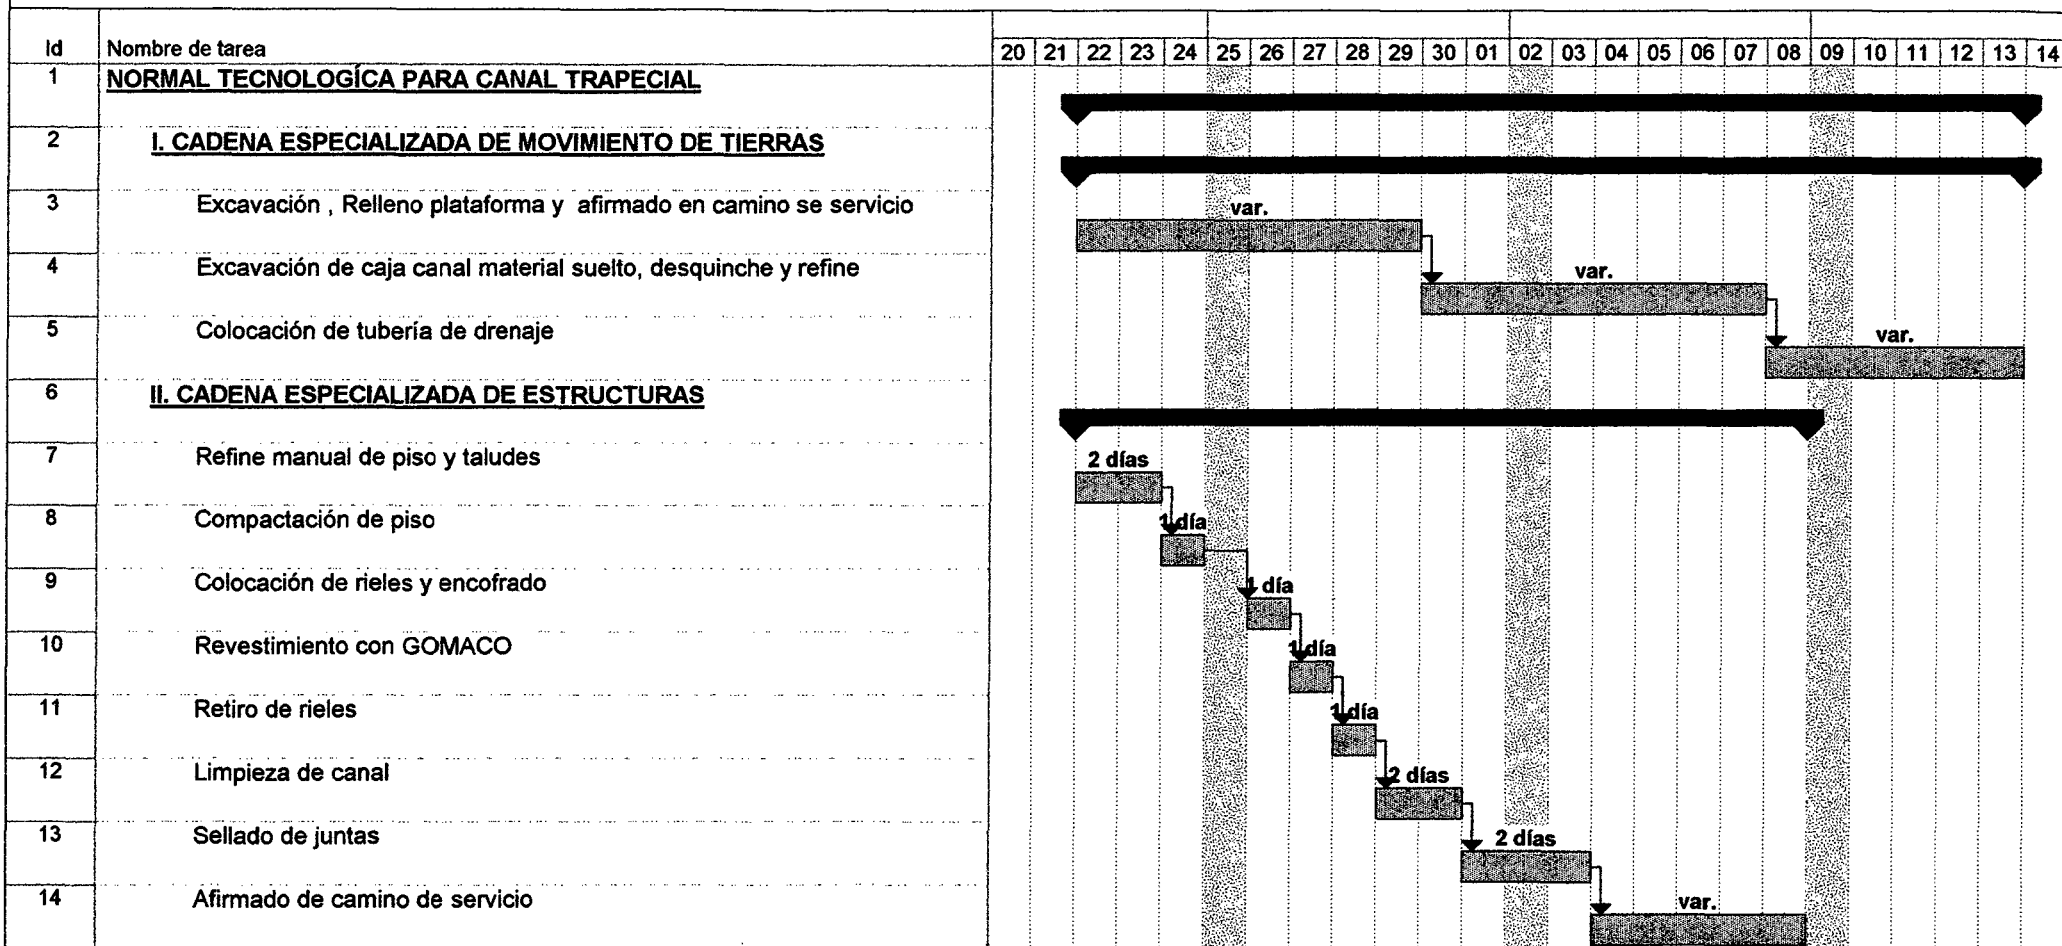 Id Nombre de tarea 20 21 22 23 24 25 26 27 28 29 30 01 02 03 04 05 06 07 08 09 10 11 12 13 14
1 NORMAL TECNOLOGÍCA PARA CANAL TRAPECIAL
2 I. CADENA ESPECIALIZADA DE MOVIMIENTO DE TIERRAS
3 Excavación , Relleno plataforma y afirmado en camino se servicio var.
4 Excavación de caja canal material suelto, desquinche y refine var.
5 Colocación de tubería de drenaje var.
6 II. CADENA ESPECIALIZADA DE ESTRUCTURAS
7 Refine manual de piso y taludes 2 días
8 Compactación de piso 1 día
9 Colocación de rieles y encofrado 1 día
10 Revestimiento con GOMACO 1 día
11 Retiro de rieles 1 día
12 Limpieza de canal 2 días
13 Sellado de juntas 2 días
14 Afirmado de camino de servicio var.